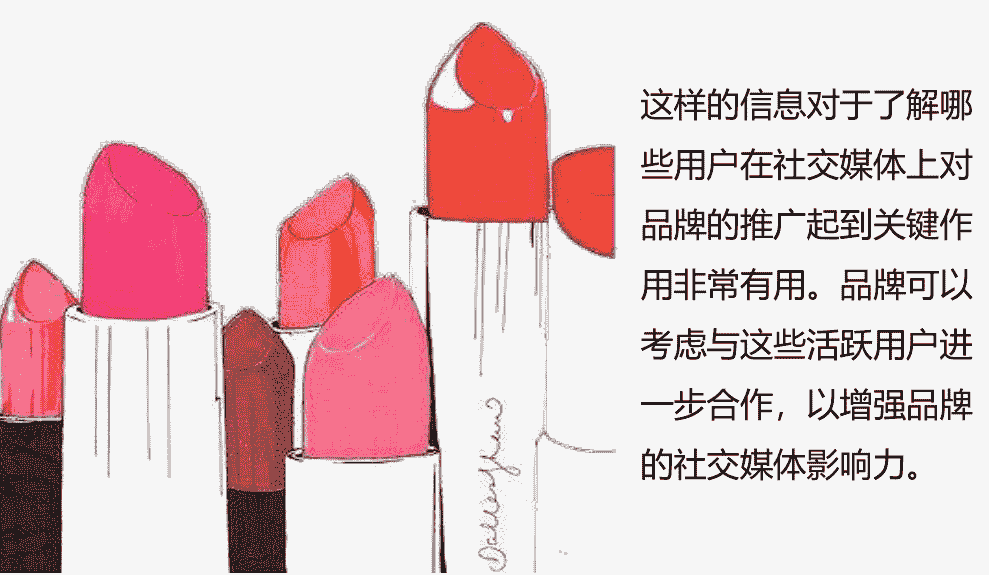 这样的信息对于了解哪
些用户在社交媒体上对
品牌的推广起到关键作
用非常有用。品牌可以
考虑与这些活跃用户进
一步合作，以增强品牌
的社交媒体影响力。